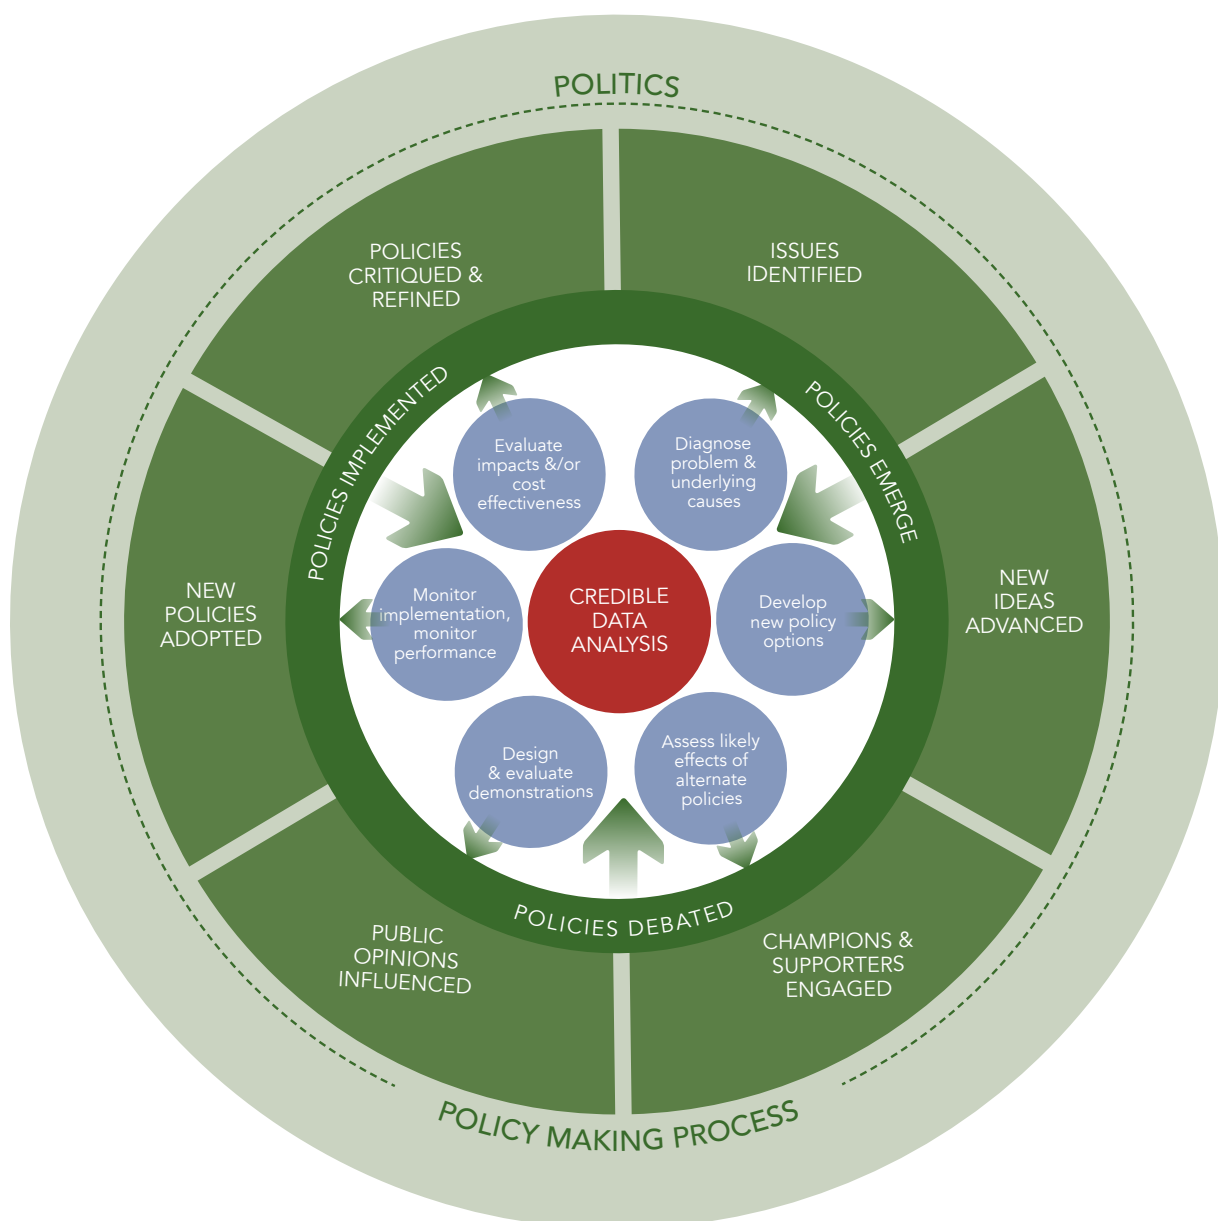 POLITICS
POLICIES
CRITIQUED &
REFINED
ISSUES
IDENTIFIED
POLICIES IMPLEMENTED
POLICIES EMERGE
Evaluate
impacts &/or
cost
effectiveness
Diagnose
problem &
underlying
causes
NEW
POLICIES
ADOPTED
Monitor
implementation,
monitor
performance
CREDIBLE
DATA
ANALYSIS
Develop
new policy
options
NEW
IDEAS
ADVANCED
Design
& evaluate
demonstrations
Assess likely
effects of
alternate
policies
POLICIES DEBATED
PUBLIC
OPINIONS
INFLUENCED
CHAMPIONS &
SUPPORTERS
ENGAGED
POLICY MAKING PROCESS